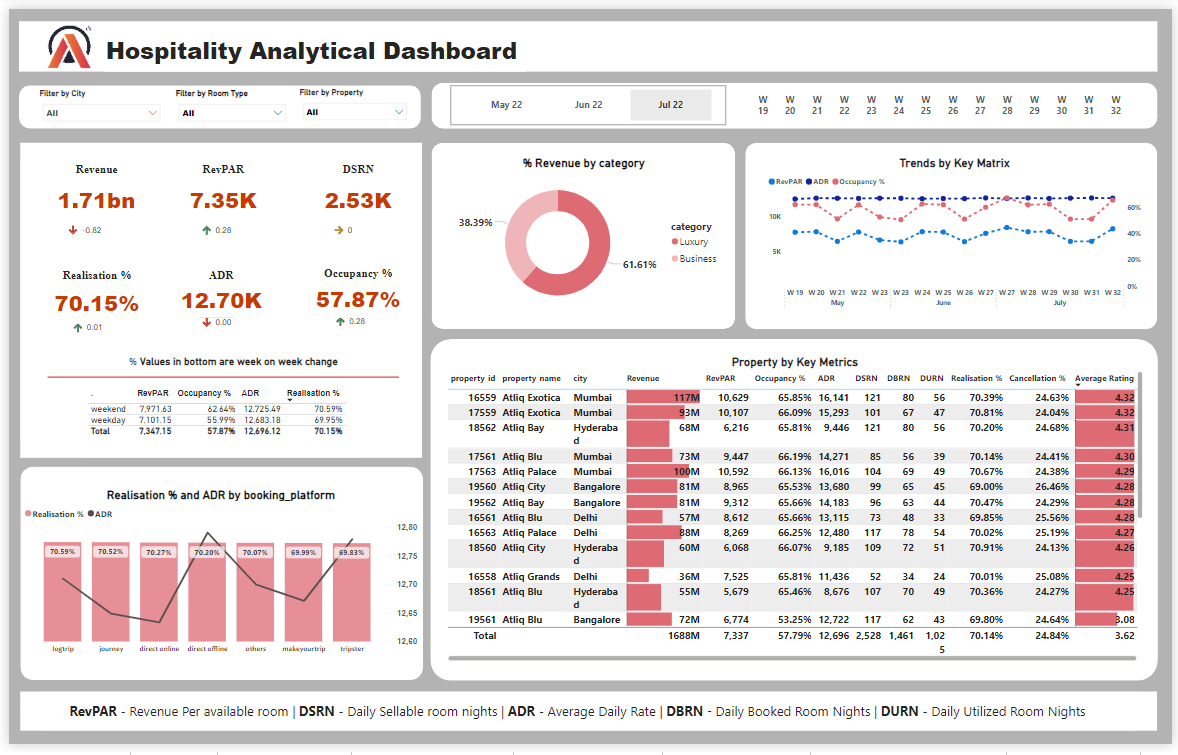 Hospitality Analytical Dashboard
Filter by City
All
Filter by Room Type
All
Filter by Property
All
May 22 Jun 22 Jul 22
W 19 W 20 W 21 W 22 W 23 W 24 W 25 W 26 W 27 W 28 W 29 W 30 W 31 W 32
Revenue RevPAR DSRN
1.71bn 7.35K 2.53K
-0.82 0.28 0
Realisation % ADR Occupancy %
70.15% 12.70K 57.87%
0.01 0.00 0.28
% Values in bottom are week on week change
. RevPAR Occupancy % ADR Realisation %
weekend 7,971.63 62.64% 12,725.49 70.59%
weekday 7,101.15 55.99% 12,683.18 69.95%
Total 7,347.15 57.87% 12,696.12 70.15%
% Revenue by category
38.39%
61.61%
category
Luxury
Business
Trends by Key Matrix
RevPAR ADR Occupancy %
10K
5K
60%
40%
20%
0%
W 19 W 20 W 21 W 22 W 23 W 23 W 24 W 25 W 26 W 27 W 27 W 28 W 29 W 30 W 31 W 32
May June July
Realisation % and ADR by booking_platform
Realisation % ADR
12,80
12,75
12,70
12,65
12,60
70.59% 70.52% 70.27% 70.20% 70.07% 69.99% 69.83%
logtrip journey direct online direct offline others makeyourtrip tripster
Property by Key Metrics
property id property name city Revenue RevPAR Occupancy % ADR DSRN DBRN DURN Realisation % Cancellation % Average Rating
16559 Atliq Exotica Mumbai 117M 10,629 65.85% 16,141 121 80 56 70.39% 24.63% 4.32
17559 Atliq Exotica Mumbai 93M 10,107 66.09% 15,293 101 67 47 70.81% 24.04% 4.32
18562 Atliq Bay Hyderaba 68M 6,216 65.81% 9,446 121 80 56 70.20% 24.68% 4.31
d
17561 Atliq Blu Mumbai 73M 9,447 66.19% 14,271 85 56 39 70.14% 24.41% 4.30
17563 Atliq Palace Mumbai 100M 10,592 66.13% 16,016 104 69 49 70.67% 24.38% 4.29
19560 Atliq City Bangalore 81M 8,965 65.53% 13,680 99 65 45 69.00% 26.46% 4.28
19562 Atliq Bay Bangalore 81M 9,312 65.66% 14,183 96 63 44 70.47% 24.29% 4.28
16561 Atliq Blu Delhi 57M 8,612 65.66% 13,115 73 48 33 69.85% 25.56% 4.28
16563 Atliq Palace Delhi 88M 8,269 66.25% 12,480 117 78 54 70.02% 25.19% 4.27
18560 Atliq City Hyderaba 60M 6,068 66.07% 9,185 109 72 51 70.91% 24.13% 4.26
d
16558 Atliq Grands Delhi 36M 7,525 65.81% 11,436 52 34 24 70.01% 25.08% 4.25
18561 Atliq Blu Hyderaba 55M 5,679 65.46% 8,676 107 70 49 70.36% 24.27% 4.25
d
19561 Atliq Blu Bangalore 72M 6,774 53.25% 12,722 117 62 43 69.80% 24.64% 3.08
Total 1688M 7,337 57.79% 12,696 2,528 1,461 1,02 70.14% 24.84% 3.62
5
RevPAR - Revenue Per available room | DSRN - Daily Sellable room nights | ADR - Average Daily Rate | DBRN - Daily Booked Room Nights | DURN - Daily Utilized Room Nights